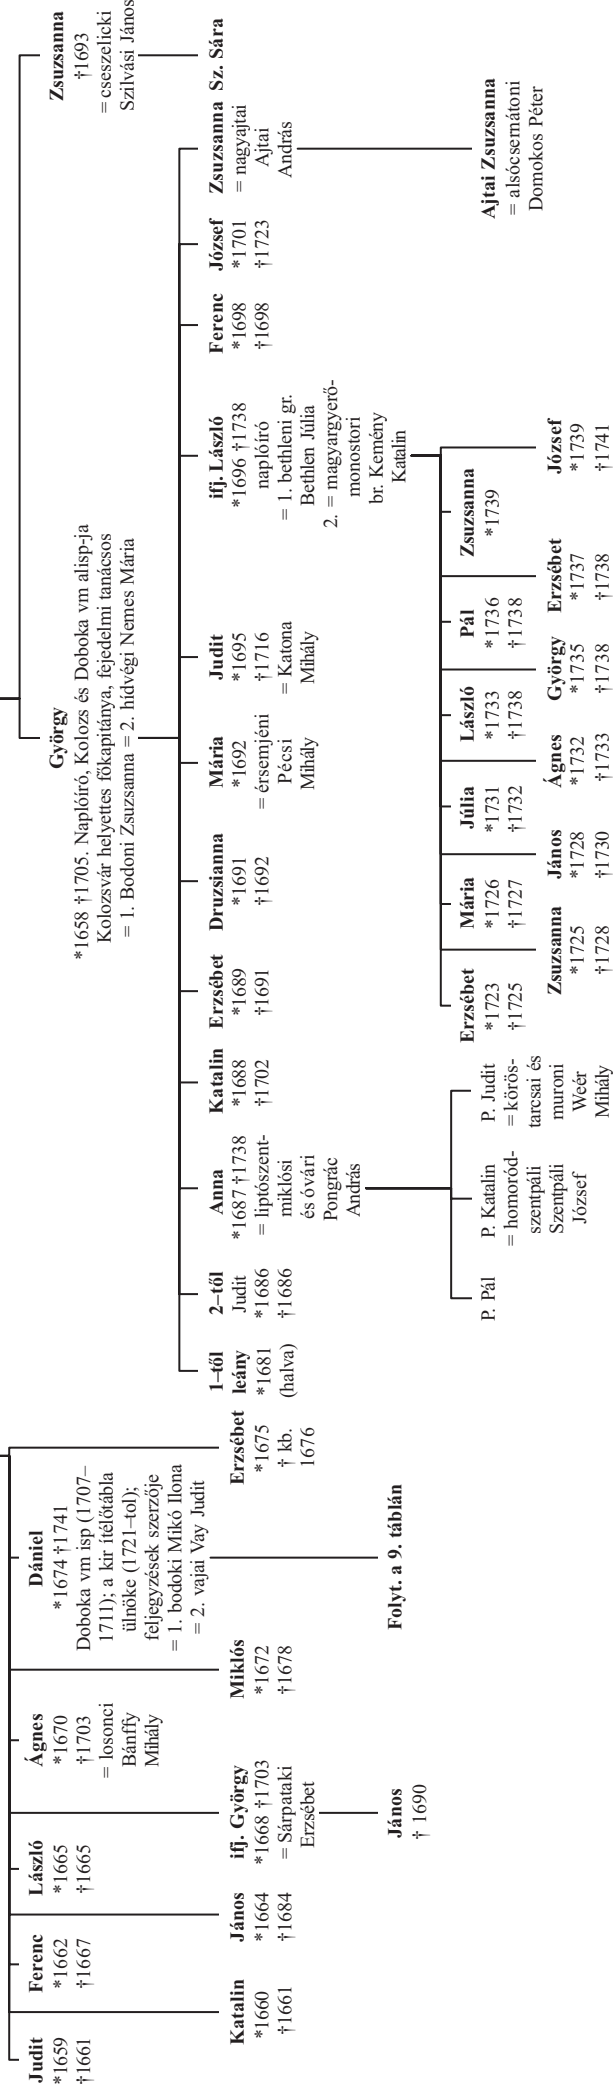 Judit
*1659
†1661
Ferenc
*1662
†1667
László
*1665
†1665
Ágnes
*1670
†1703
= losonci
Bánffy
Mihály
Dániel
*1674 †1741
Doboka vm isp (1707–
1711); a kir ítélőtábla
ülnöke (1721–tol);
feljegyzések szerzője
= 1. bodoki Mikó Ilona
= 2. vajai Vay Judit
Katalin
*1660
†1661
János
*1664
†1684
ifj. György
*1668 †1703
= Sárpataki
Erzsébet
Miklós
*1672
†1678
Erzsébet
*1675
† kb.
1676
János
† 1690
Folyt. a 9. táblán
György
*1658 †1705. Naplóíró, Kolozs és Doboka vm alisp-ja
Kolozsvár helyettes főkapitánya, fejedelmi tanácsos
= 1. Bodoni Zsuzsanna = 2. hídvégi Nemes Mária
Zsuzsanna
†1693
= cseszelicki
Szilvási János
1–től
leány
*1681
(halva)
2–től
Judit
*1686
†1686
Anna
*1687 †1738
= liptószent-
miklósi
és óvári
Pongrác
András
Katalin
*1688
†1702
Erzsébet
*1689
†1691
Druzsianna
*1691
†1692
Mária
*1692
= érsemjéni
Pécsi
Mihály
Judit
*1695
†1716
= Katona
Mihály
ifj. László
*1696 †1738
naplóíró
= 1. bethleni gr.
Bethlen Júlia
2. = magyargyerő-
monostori
br. Kemény
Katalin
Ferenc
*1698
†1698
József
*1701
†1723
Zsuzsanna
= nagyajtai
Ajtai
András
Sz. Sára
P. Pál
P. Katalin
= homoród-
szentpáli
Szentpáli
József
P. Judit
= körös-
tarcsai és
muroni
Weér
Mihály
Erzsébet
*1723
†1725
Mária
*1726
†1727
Júlia
*1731
†1732
László
*1733
†1738
Pál
*1736
†1738
Zsuzsanna
*1739
Zsuzsanna
*1725
†1728
János
*1728
†1730
Ágnes
*1732
†1733
György
*1735
†1738
Erzsébet
*1737
†1738
József
*1739
†1741
Ajtai Zsuzsanna
= alsócsernátoni
Domokos Péter